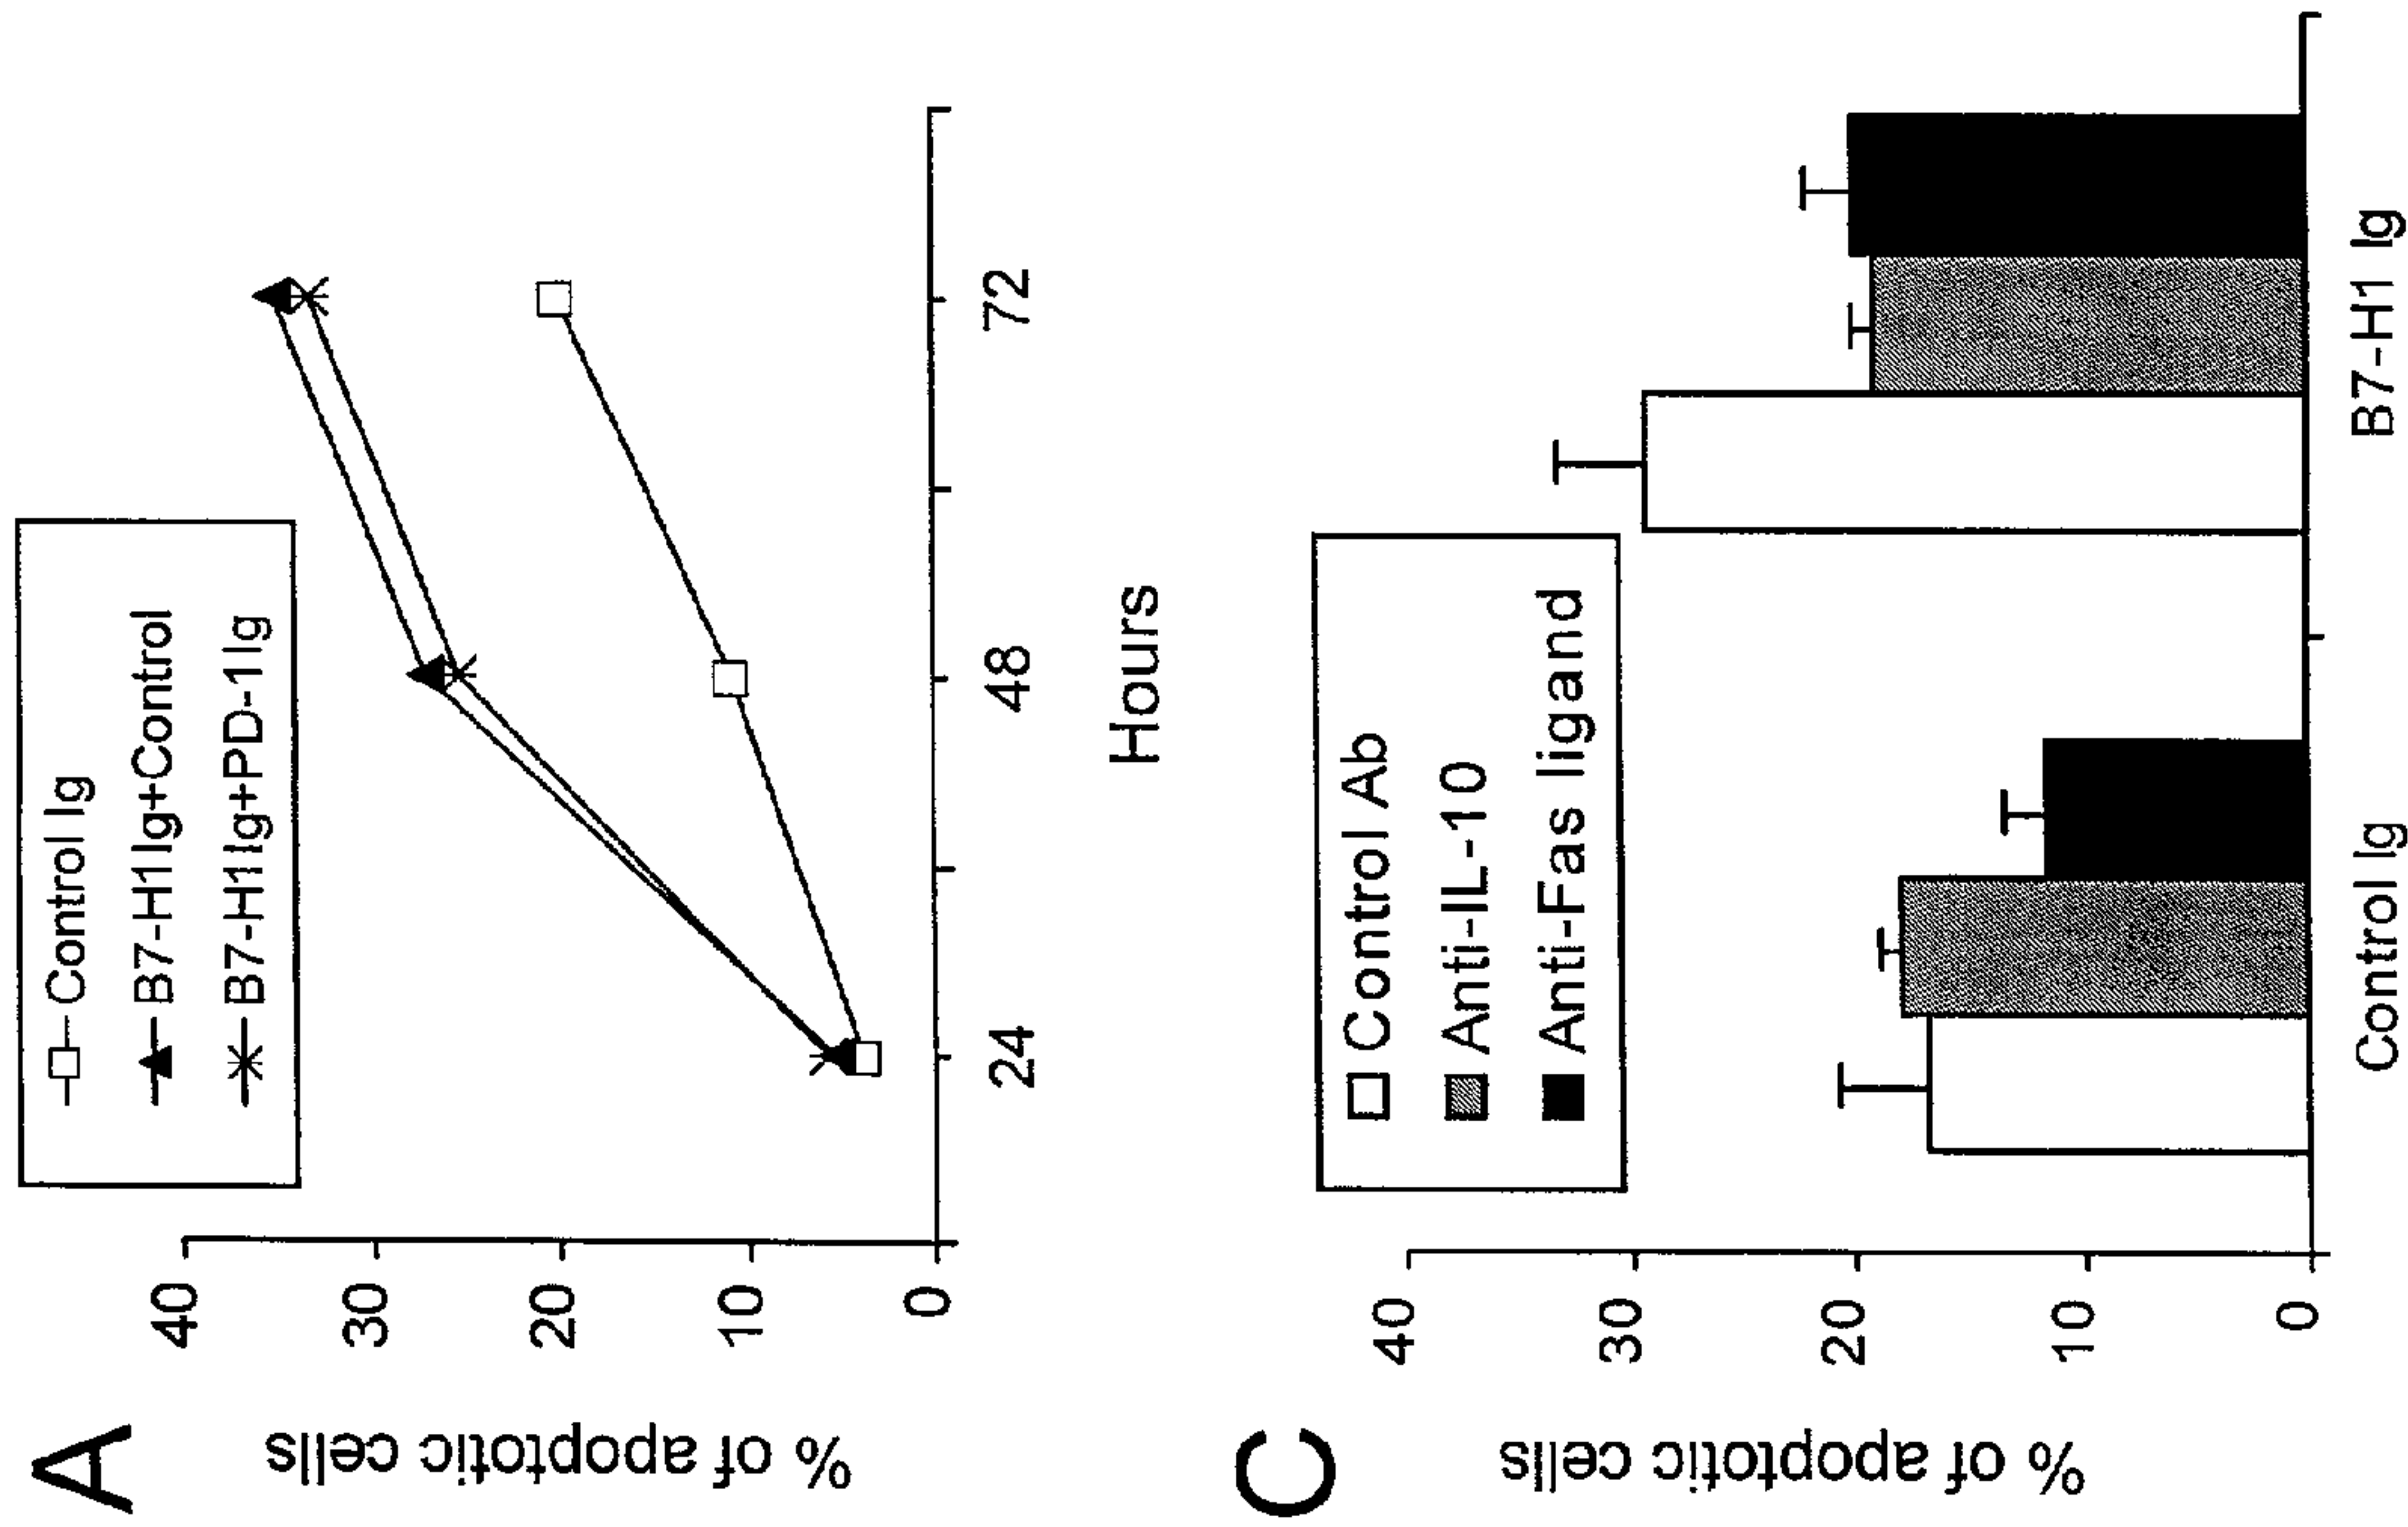 A
% of apoptotic cells
40
30
20
10
0
Control Ig
B7-H1Ig+Control
B7-H1Ig+PD-1Ig
24
48
72
Hours
C
% of apoptotic cells
40
30
20
10
0
Control Ab
Anti-IL-10
Anti-Fas ligand
Control Ig
B7-H1 Ig